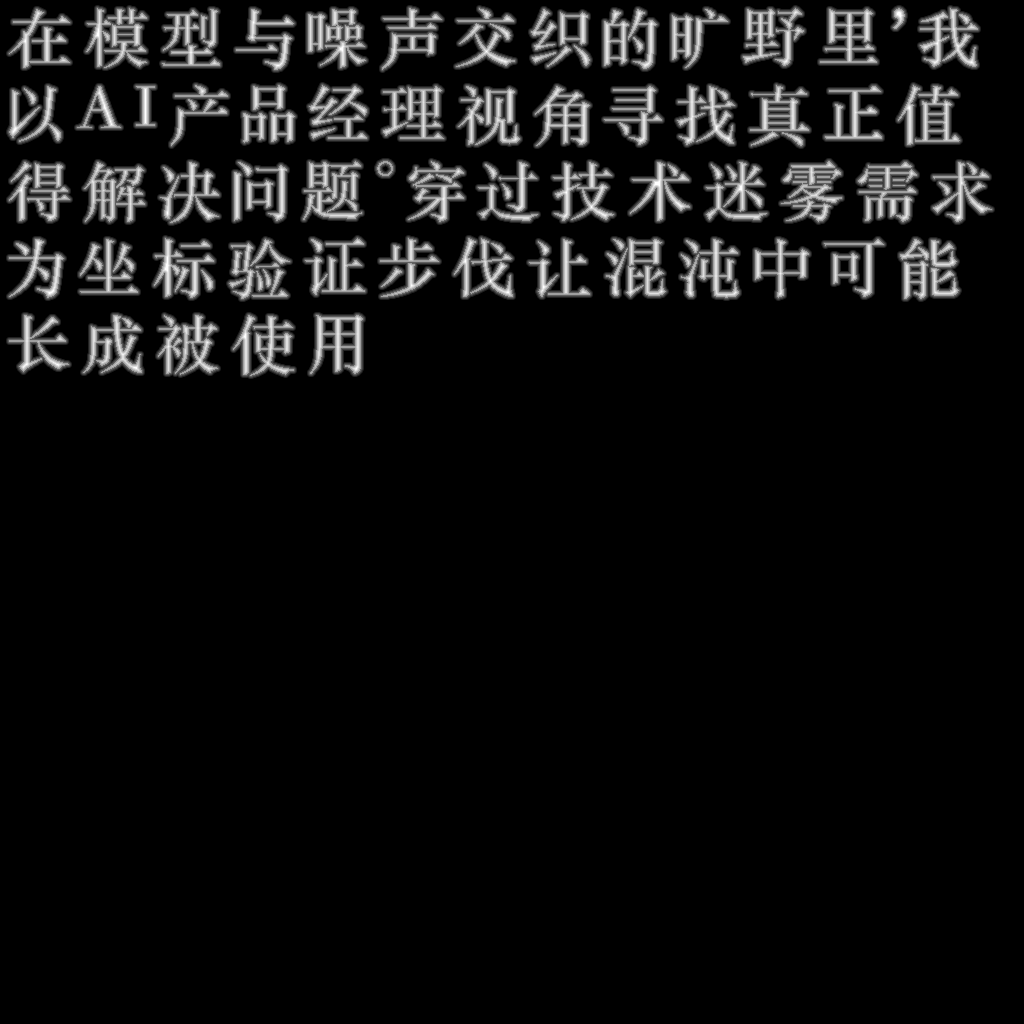 在模型与噪声交织的旷野里，我
以AI产品经理视角寻找真正值
得解决问题。穿过技术迷雾需求
为坐标验证步伐让混沌中可能
长成被使用